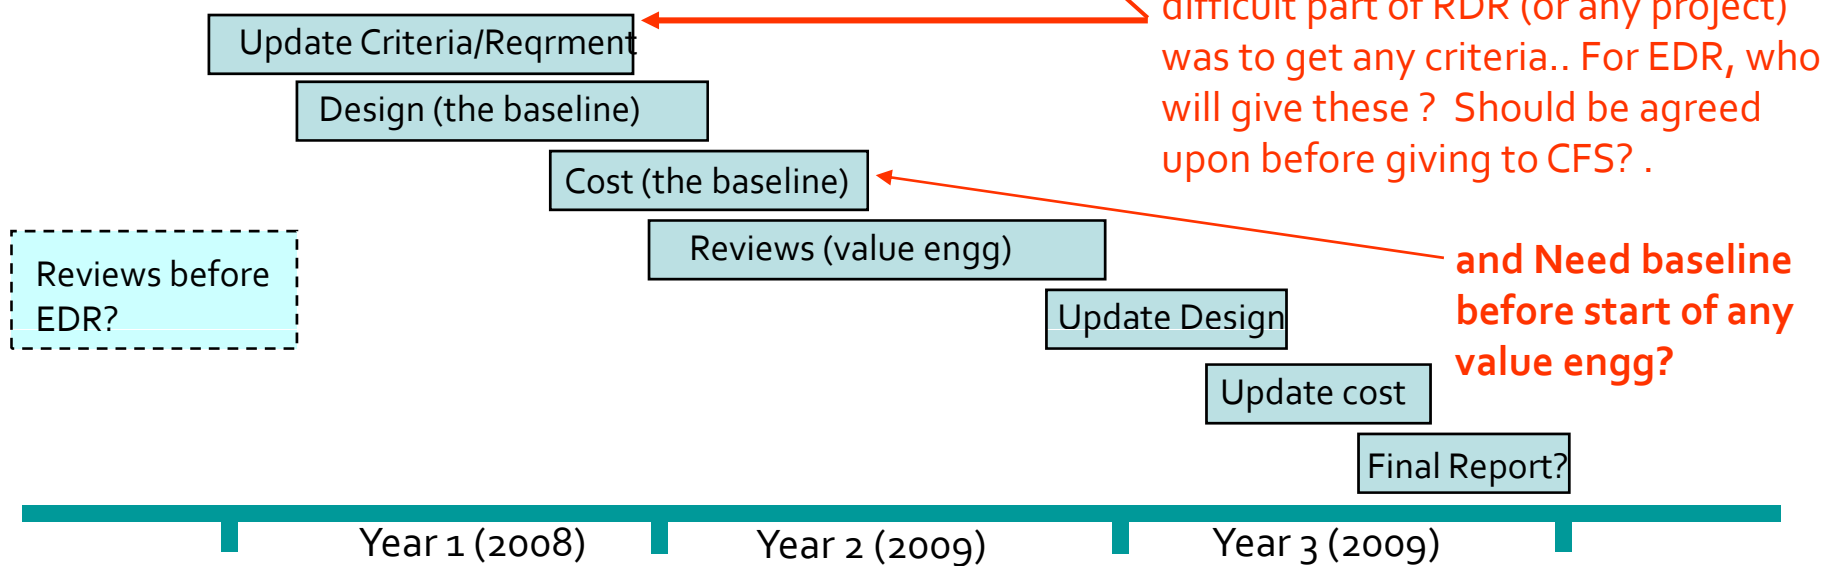 difficult part of RDR (or any project)
was to get any criteria.. For EDR, who
will give these ? Should be agreed
upon before giving to CFS? .
Update Criteria/Reqrment
Design (the baseline)
Cost (the baseline)
Reviews (value engg)
Reviews before
EDR?
and Need baseline
before start of any
value engg?
Update Design
Update cost
Final Report?
Year 1 (2008)
Year 2 (2009)
Year 3 (2009)